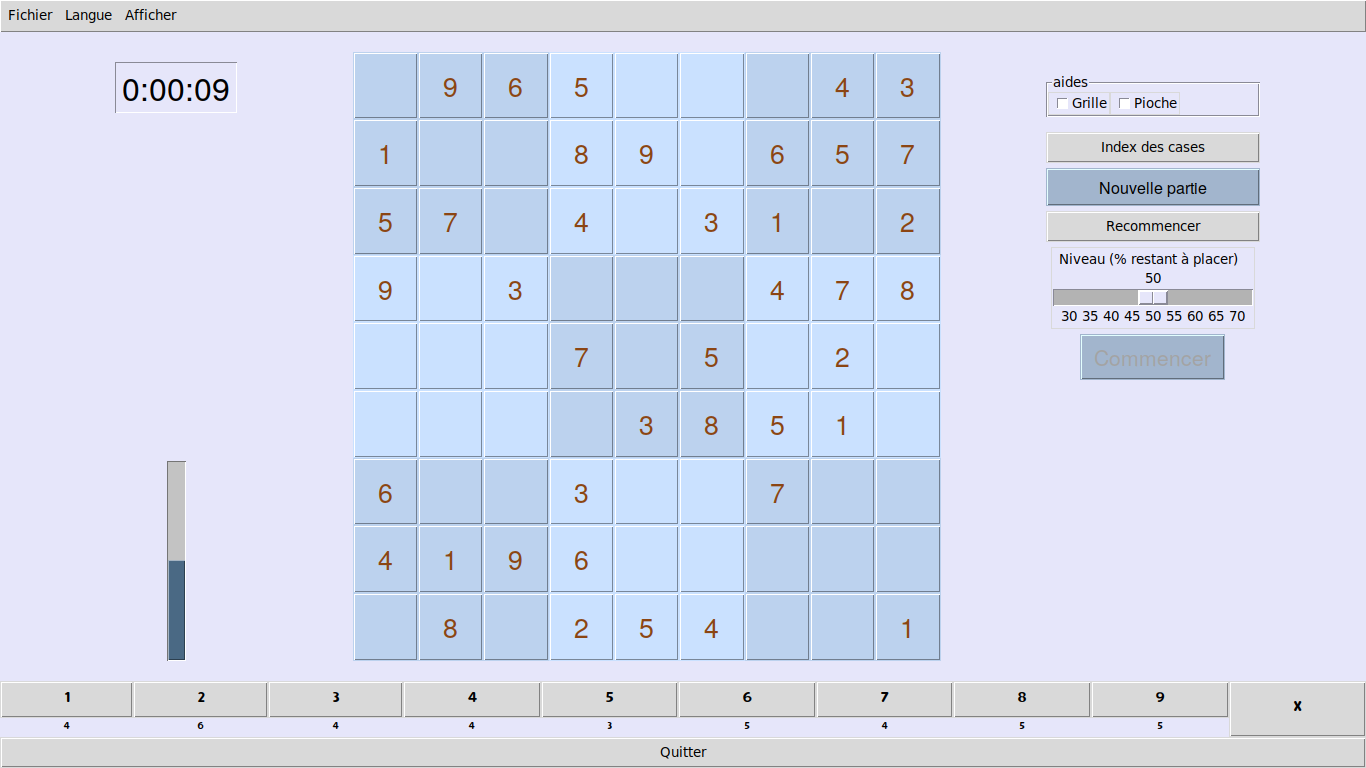 Fichier Langue Afficher
0:00:09
9 6 5 4 3
1 8 9 6 5 7
5 7 4 3 1 2
9 3 4 7 8
7 5 2
3 8 5 1
6 3 7
4 1 9 6
8 2 5 4 1
aides
Grille Pioche
Index des cases
Nouvelle partie
Recommencer
Niveau (% restant à placer)
50
30 35 40 45 50 55 60 65 70
Commencer
1 2 3 4 5 6 7 8 9 x
4 6 4 4 3 5 4 5 5
Quitter